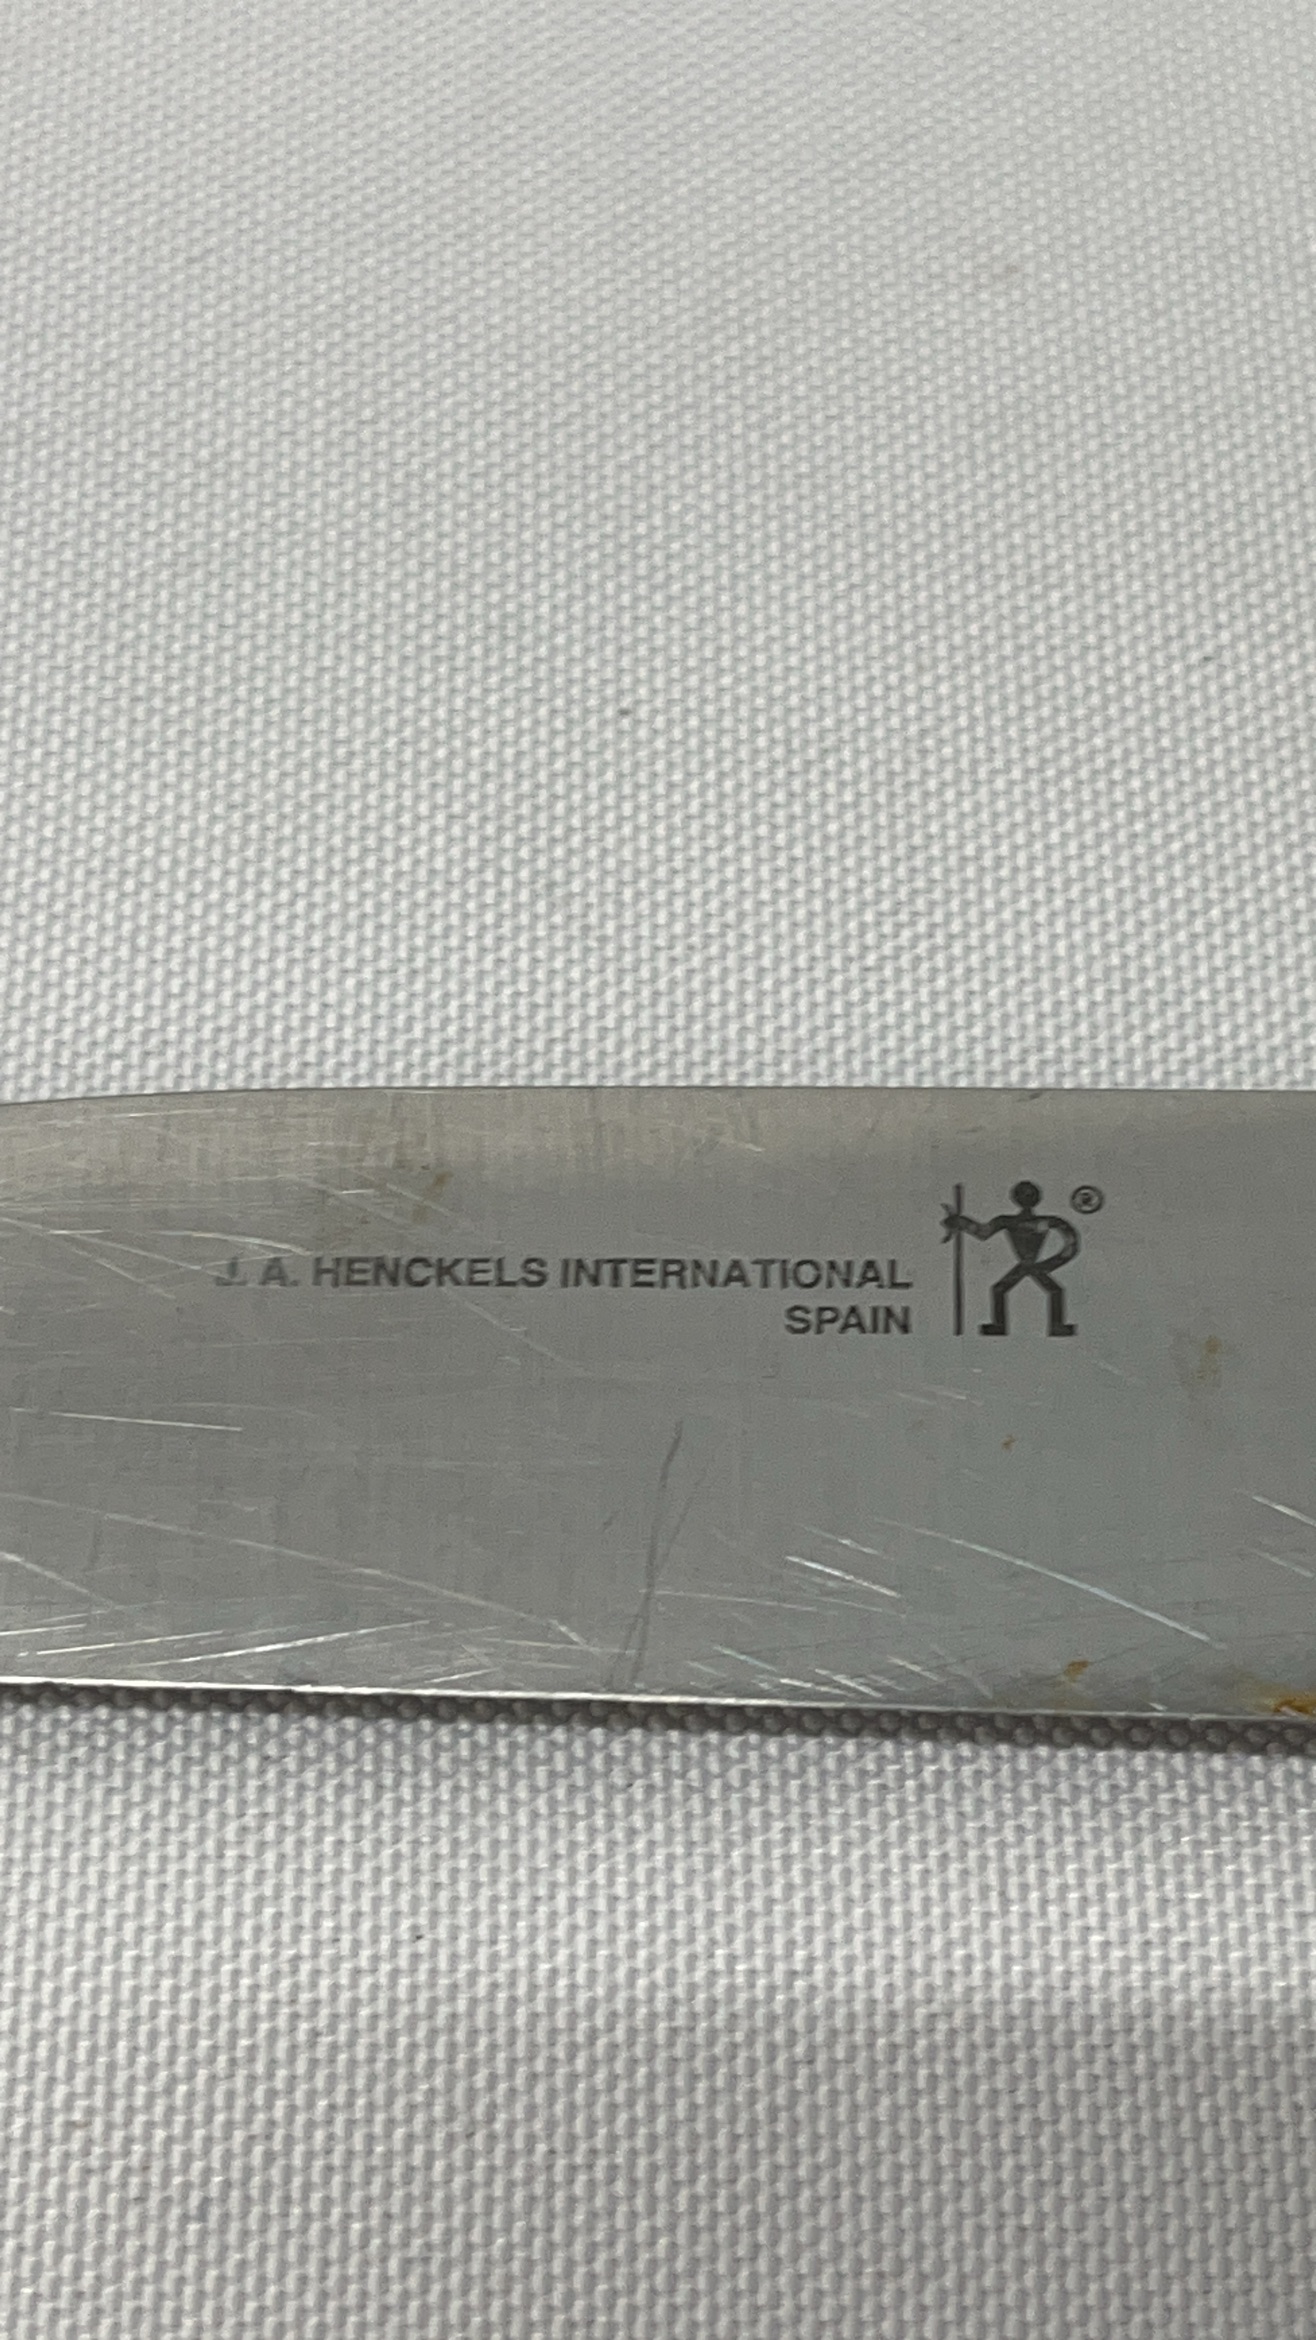 J. A. HENCKELS INTERNATIONAL
SPAIN
®